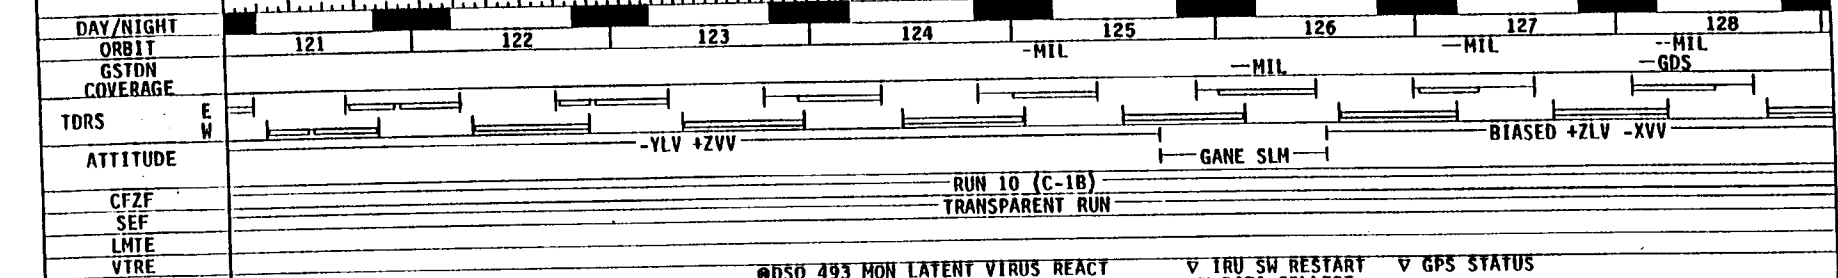 DAY/NIGHT
ORBIT 121 122 123 124 125 126 127 128
GSTDN COVERAGE -MIL —MIL —MIL --MIL —GDS
TDRS E
W
ATTITUDE -YLV +ZVV GANE SLM BIASED +ZLV -XVV
CFZF RUN 10 (C-1B)
SEF TRANSPARENT RUN
LMTE
VTRE
@DSO 493 MON LATENT VIRUS REACT ∇ IRU SW RESTART ∇ GPS STATUS